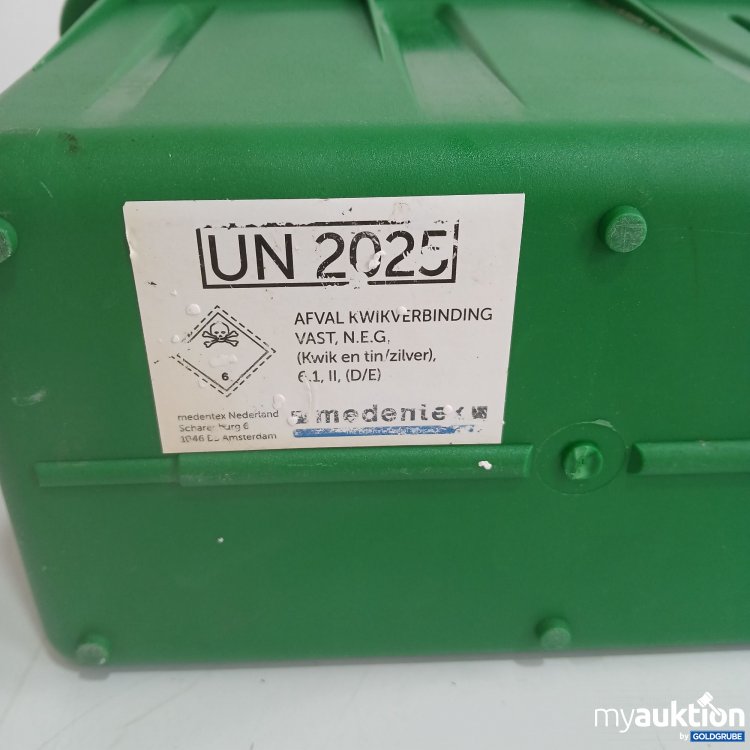 UN 2025
AFVAL KWIKVERBINDING
VAST, N.E.G,
(Kwik en tin/zilver),
6.1, II, (D/E)
6
medentex Nederland
6
1046 Amsterdam
medentex
myauktion
by GOLDGRUBE